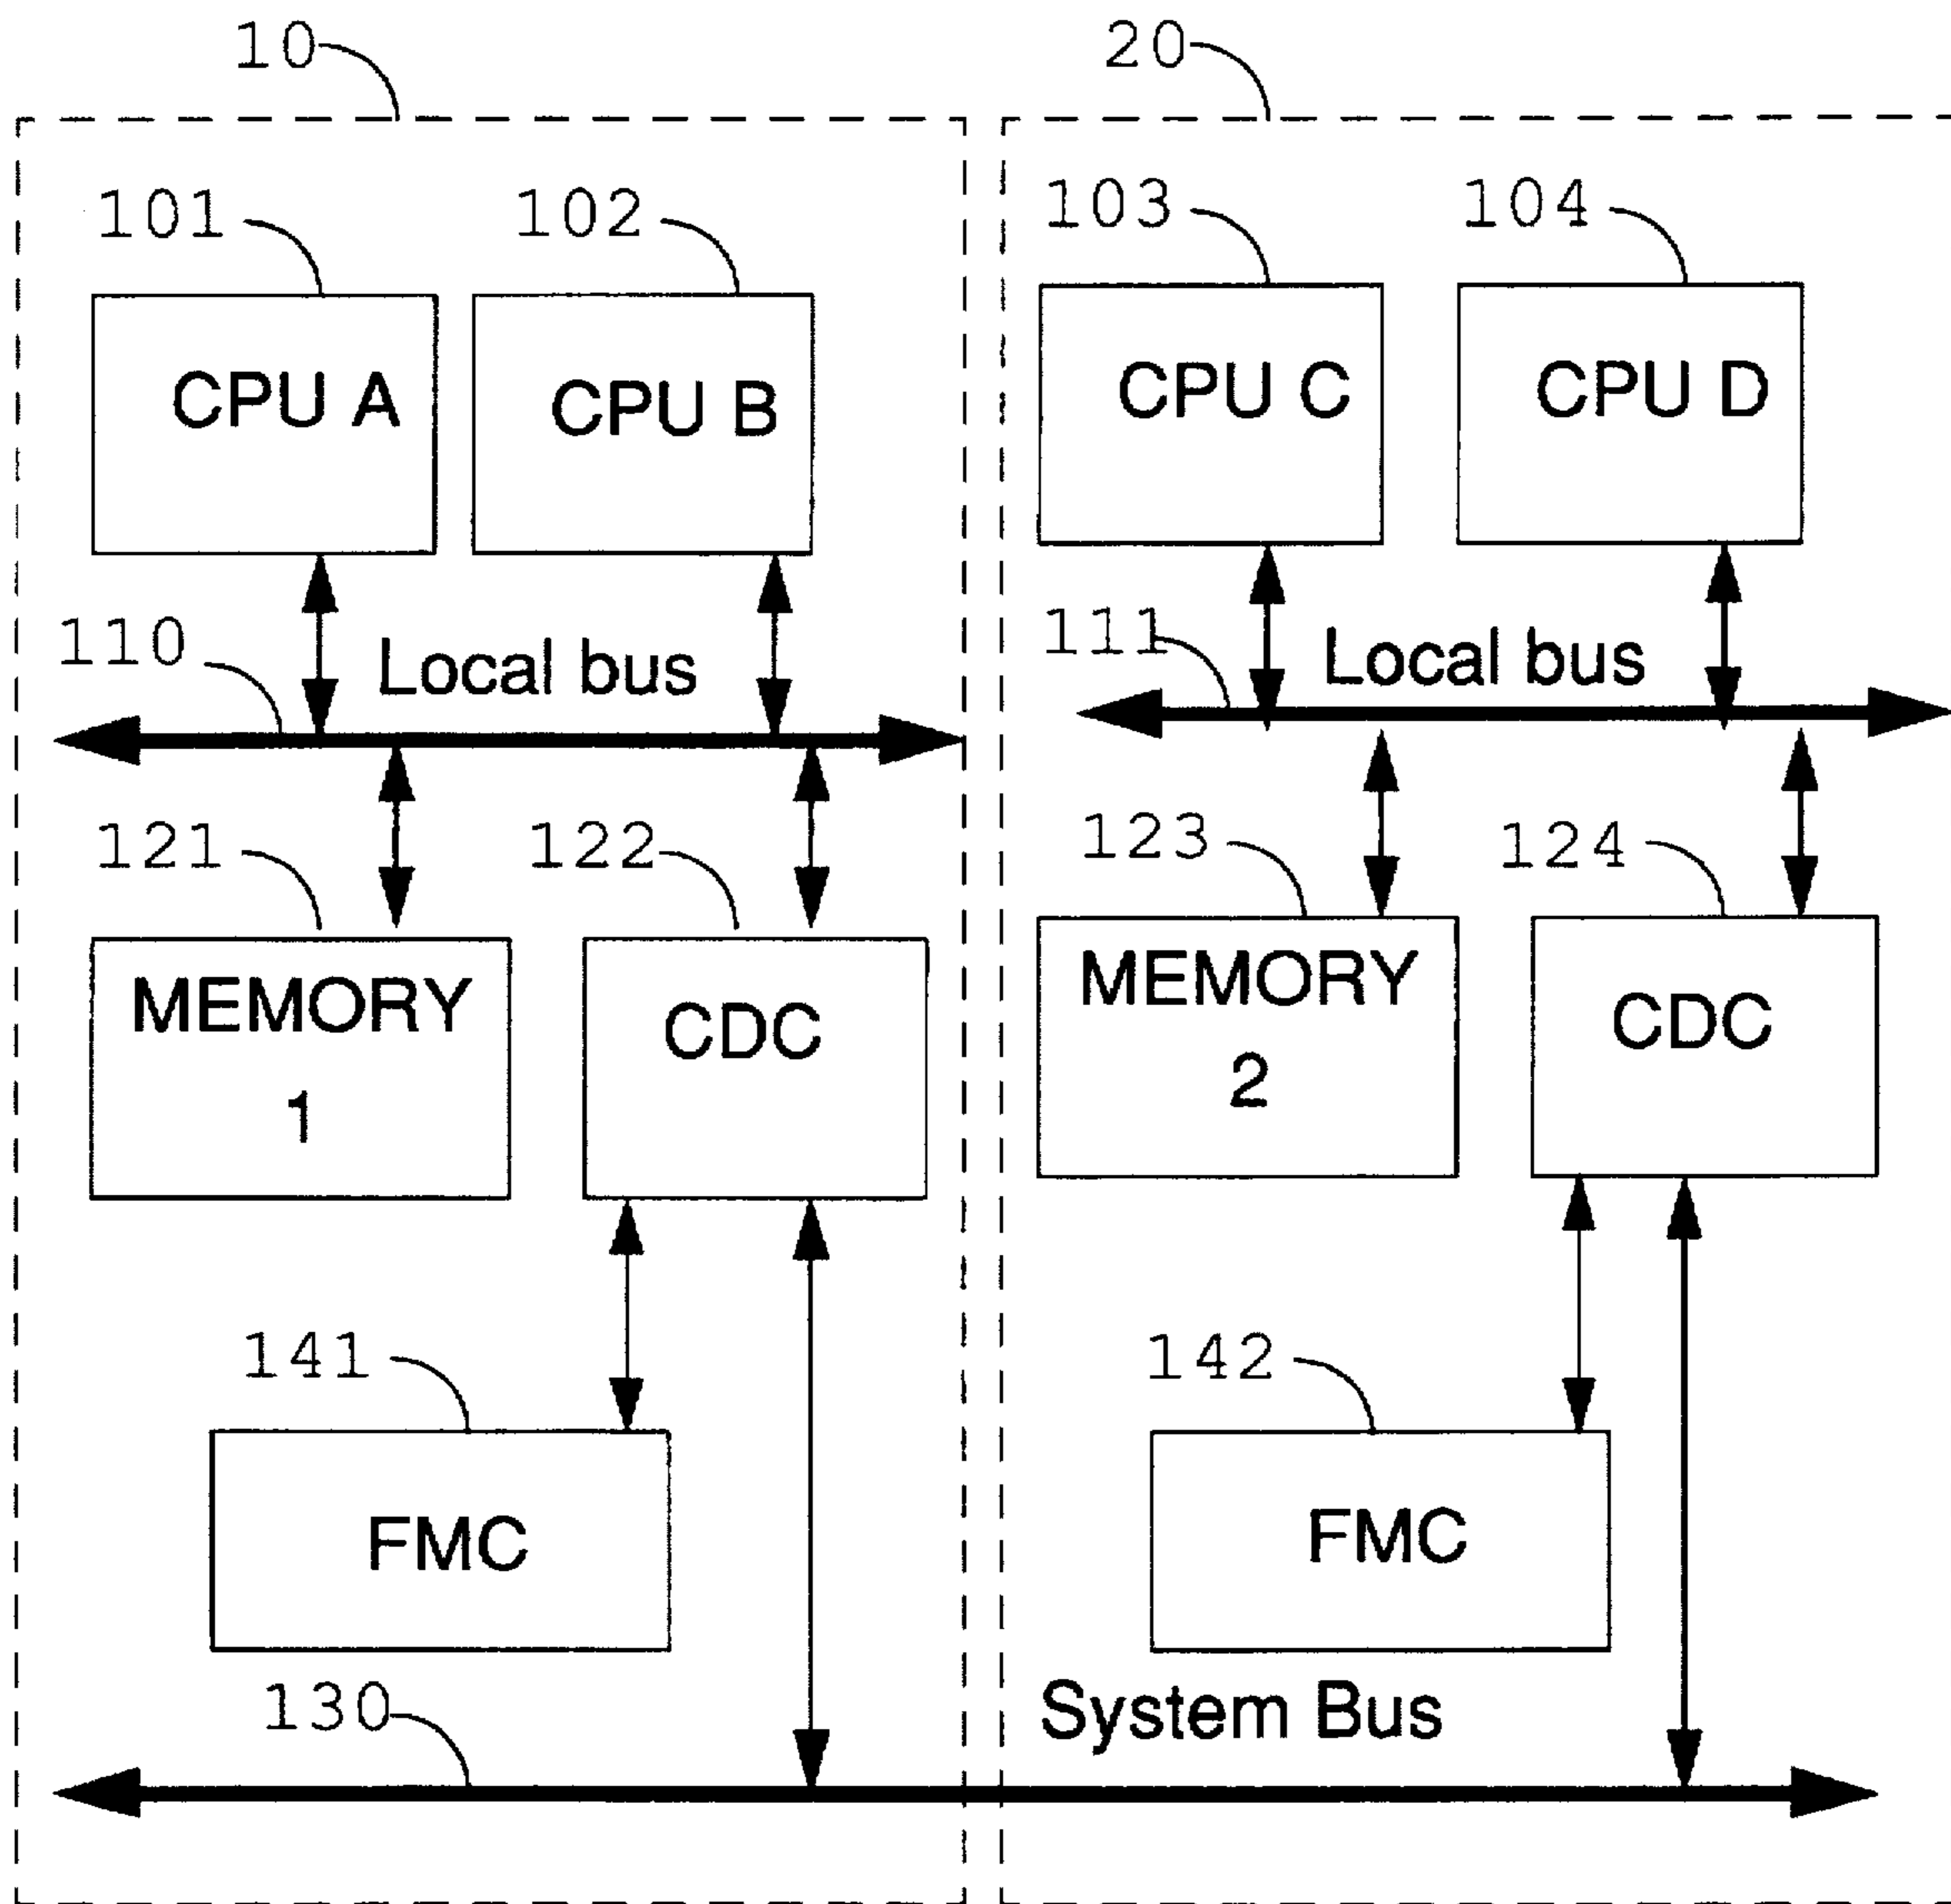 10
20
101
102
103
104
CPU A
CPU B
CPU C
CPU D
110
Local bus
111
Local bus
121
122
123
124
MEMORY
1
CDC
MEMORY
2
CDC
141
142
FMC
FMC
130
System Bus